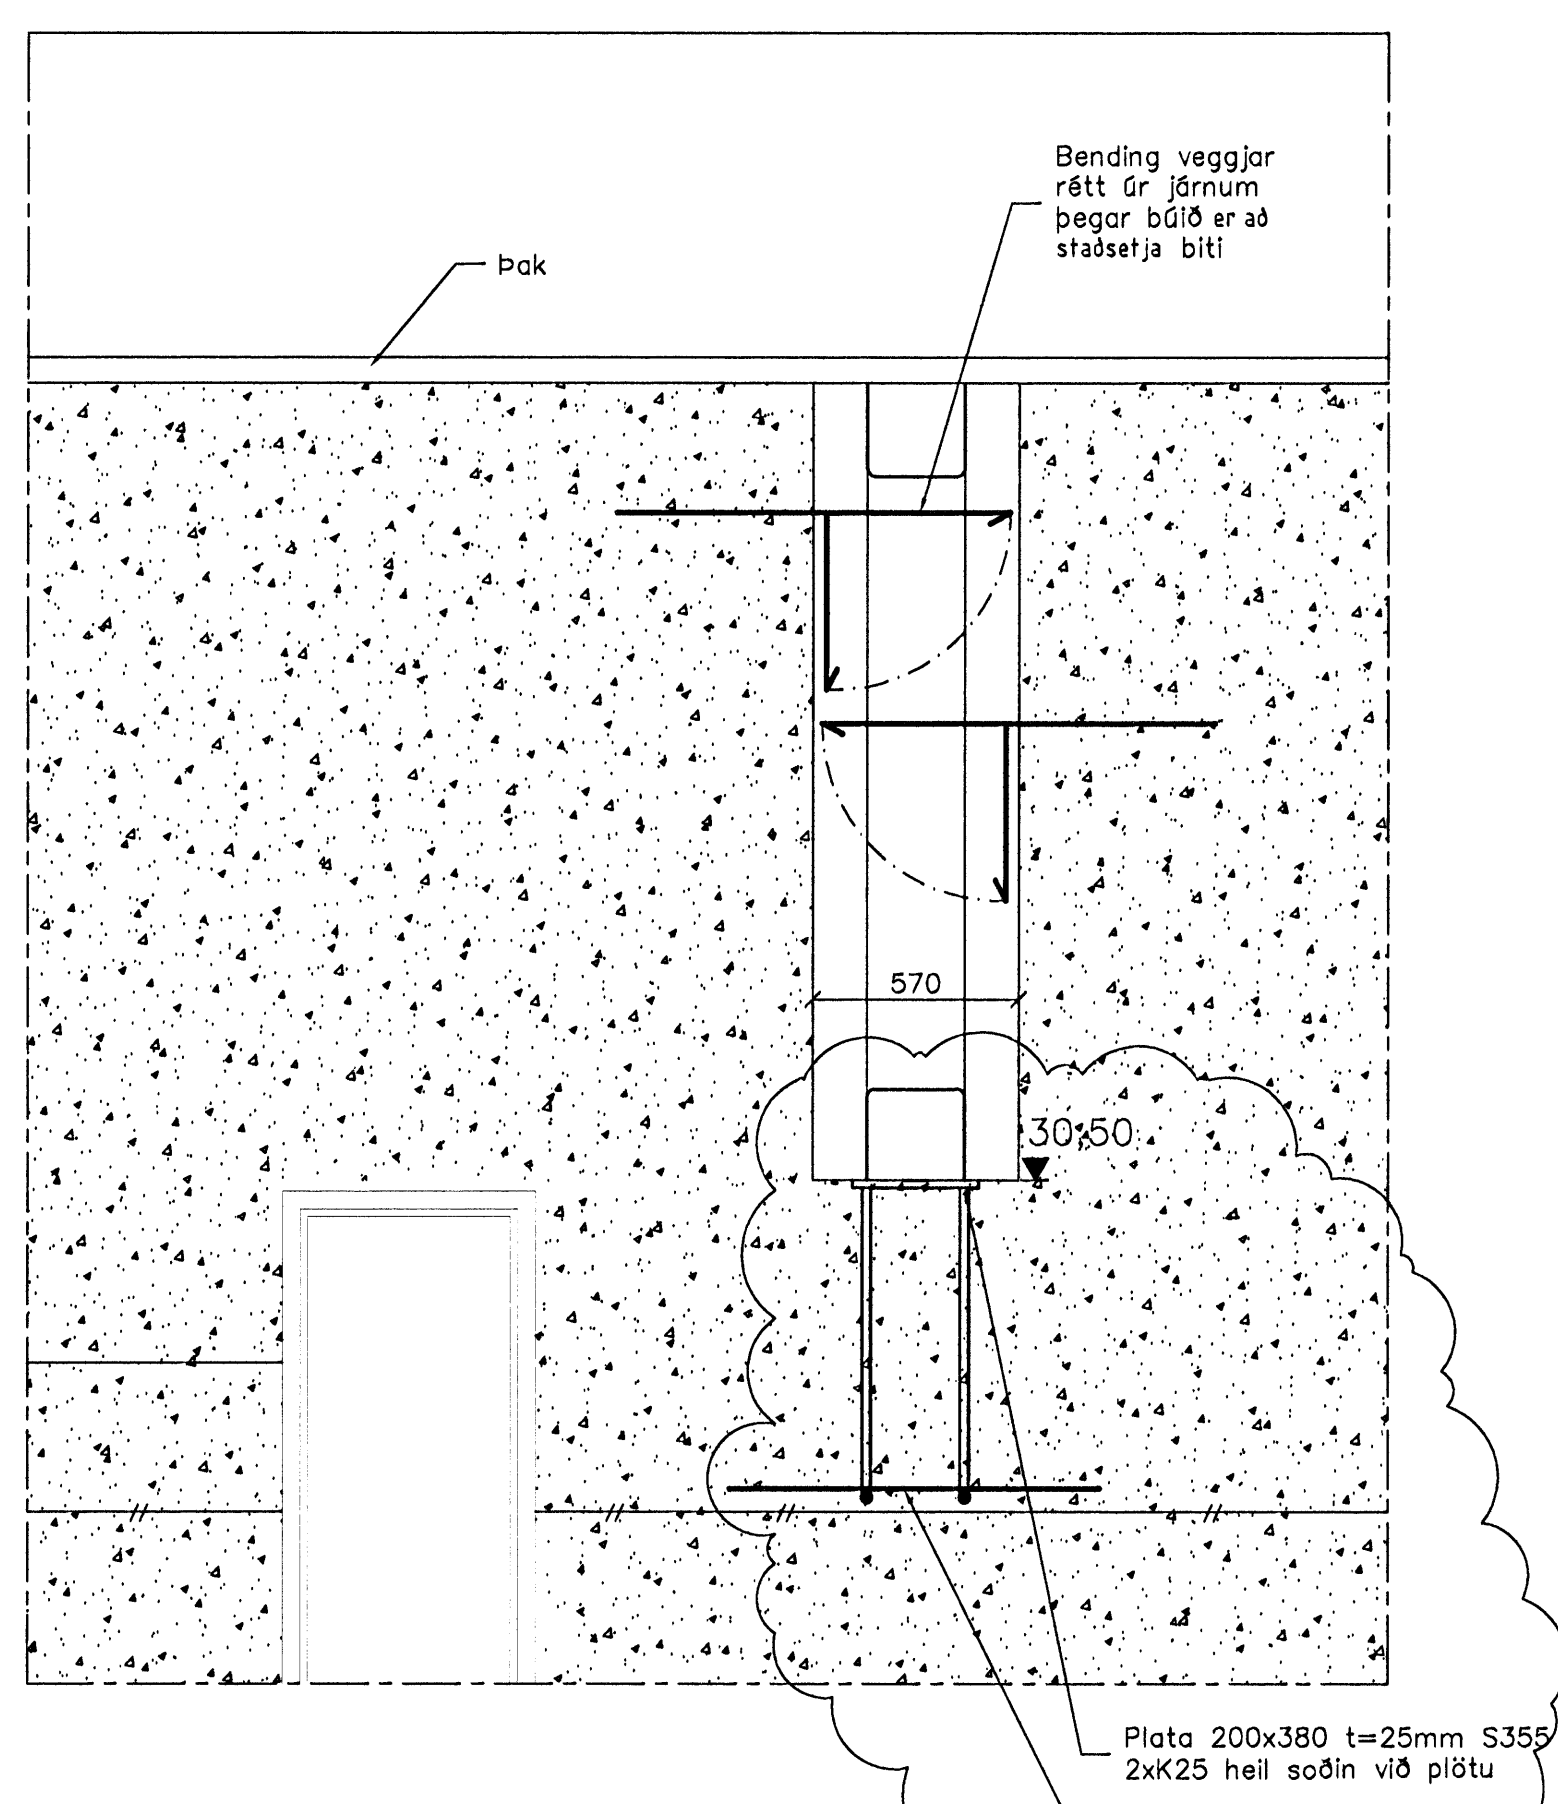 Bending veggjar
rétt úr járnum
þegar búið er að
staðsetja biti
Þak
570
30,50
Plata 200x380 t=25mm S355
2xK25 heil soðin við plötu